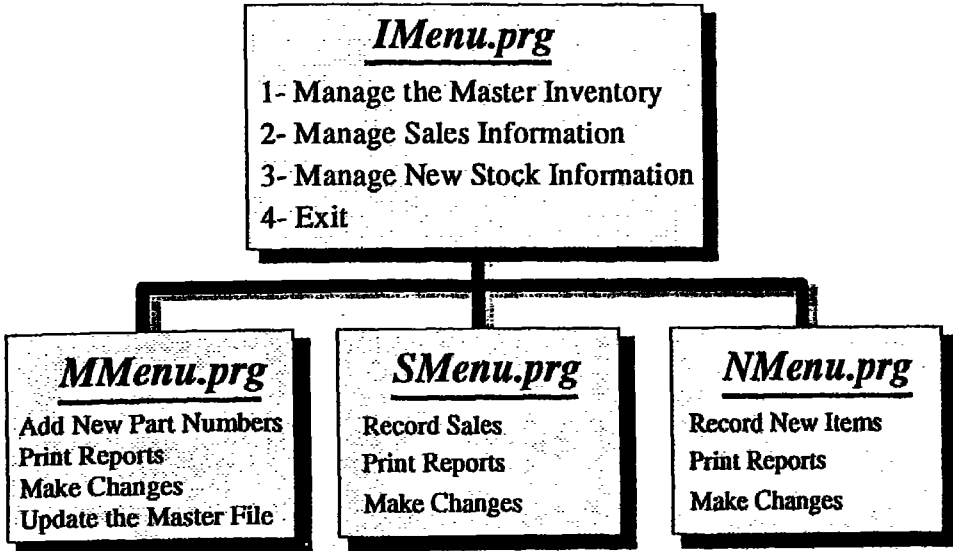 IMenu.prg
1- Manage the Master Inventory
2- Manage Sales Information
3- Manage New Stock Information
4- Exit
MMenu.prg
Add New Part Numbers
Print Reports
Make Changes
Update the Master File
SMenu.prg
Record Sales
Print Reports
Make Changes
NMenu.prg
Record New Items
Print Reports
Make Changes